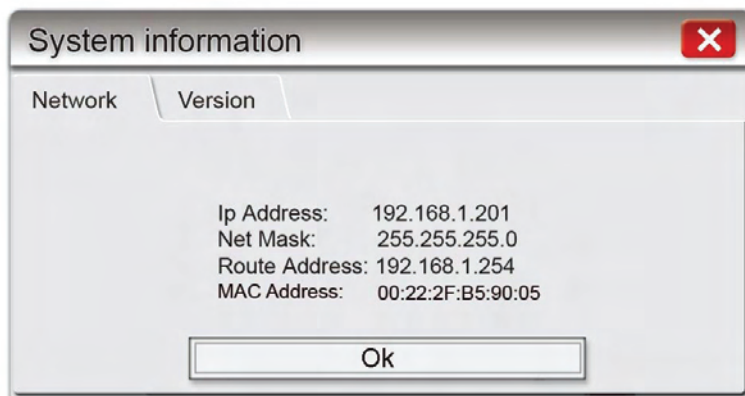 System information
Network Version
Ip Address: 192.168.1.201
Net Mask: 255.255.255.0
Route Address: 192.168.1.254
MAC Address: 00:22:2F:B5:90:05
Ok